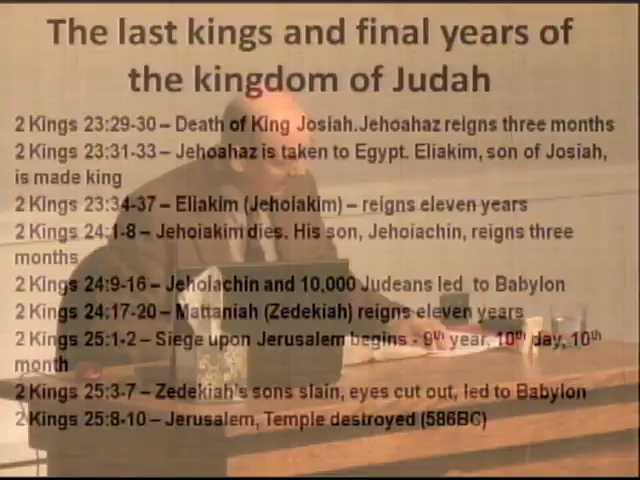 The last kings and final years of
the kingdom of Judah
2 Kings 23:29-30 – Death of King Josiah.Jehoahaz reigns three months
2 Kings 23:31-33 – Jehoahaz is taken to Egypt. Eliakim, son of Josiah,
is made king
2 Kings 23:34-37 – Eliakim (Jehoiakim) – reigns eleven years
2 Kings 24:1-8 – Jehoiakim dies. His son, Jehoiachin, reigns three
months
2 Kings 24:9-16 – Jehoiachin and 10,000 Judeans led to Babylon
2 Kings 24:17-20 – Mattaniah (Zedekiah) reigns eleven years
2 Kings 25:1-2 – Siege upon Jerusalem begins - 9th year, 10th day, 10th
month
2 Kings 25:3-7 – Zedekiah's sons slain, eyes cut out, led to Babylon
2 Kings 25:8-10 – Jerusalem, Temple destroyed (586BC)